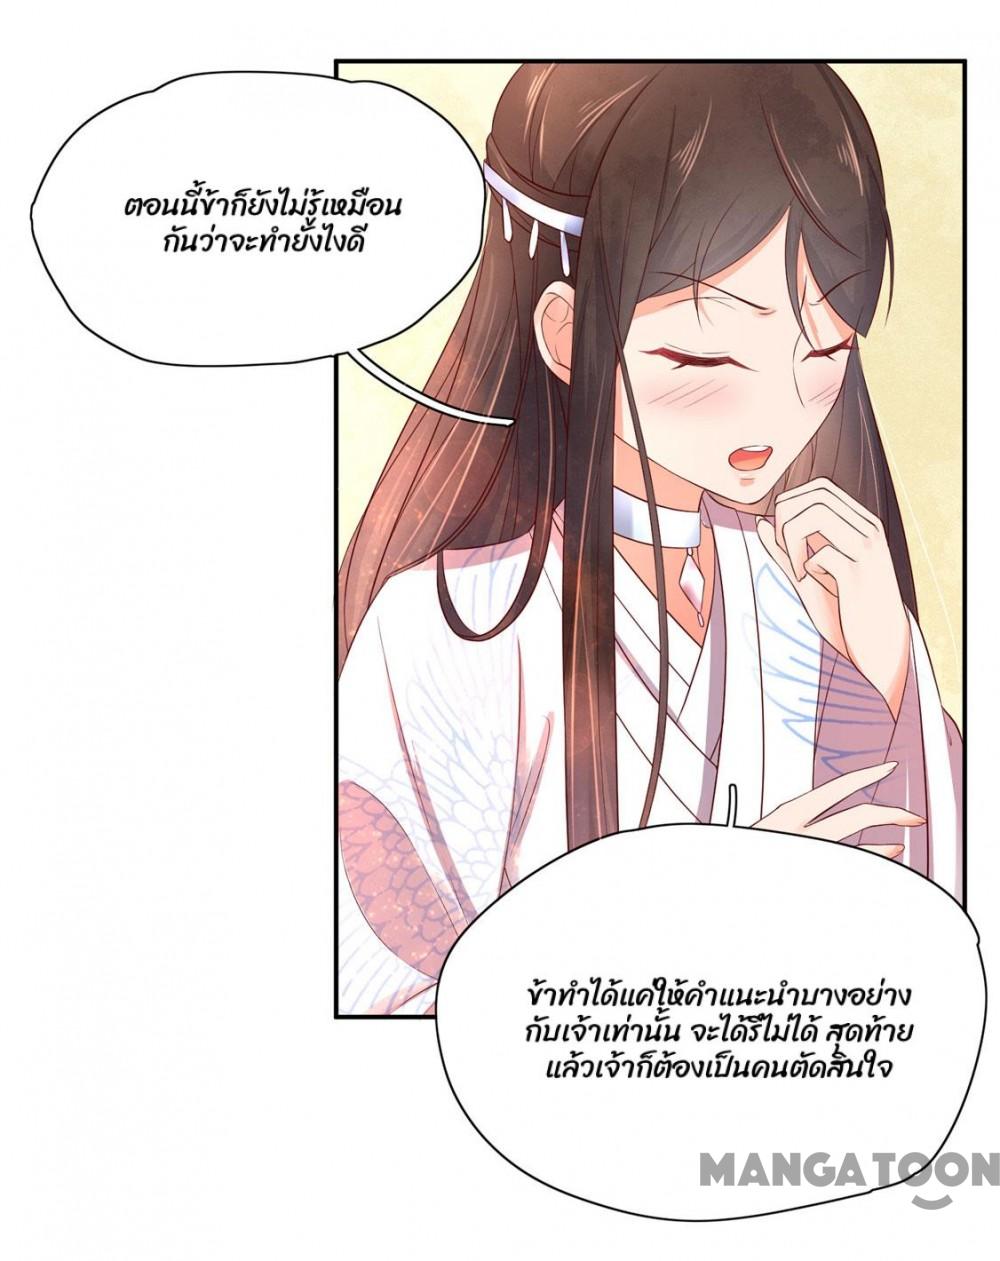 ตอนนี้ข้าก็ยังไม่รู้เหมือน
กันว่าจะทำยังไงดี
ข้าทำได้แค่ให้คำแนะนำบางอย่าง
กับเจ้าเท่านั้น จะได้รึไม่ได้ สุดท้าย
แล้วเจ้าก็ต้องเป็นคนตัดสินใจ
MANGATOON